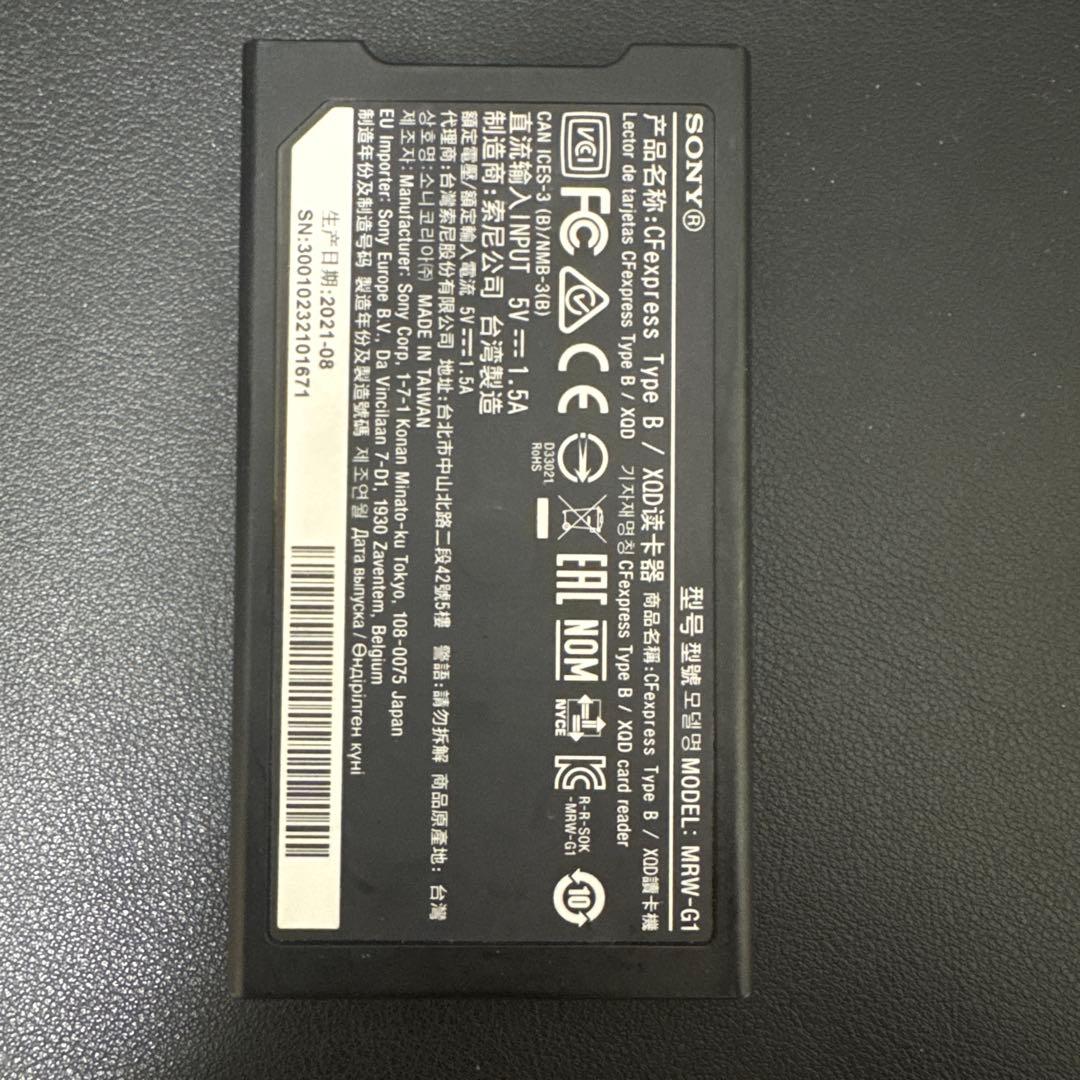 SONY®
型号 型號 모델명 MODEL: MRW-G1
产品名称:CFexpress Type B / XQD读卡器 商品名稱:CFexpress Type B / XQD讀卡機
Lector de tarjetas CFexpress Type B / XQD 기자재명칭 CFexpress Type B / XQD card reader
VCI FC CE EAC NOM NYCE R-R-SOK
-MRW-G1
10
D33021
RoHS
CAN ICES-3 (B)/NMB-3(B)
直流输入INPUT 5V 1.5A
制造商:索尼公司 台湾製造
額定電壓/額定輸入電流 5V 1.5A
代理商:台灣索尼股份有限公司 地址:台北市中山北路二段42號5樓 警語:請勿拆解 商品原產地: 台灣
상호명:소니코리아㈜ MADE IN TAIWAN
제조자: Manufacturer: Sony Corp. 1-7-1 Konan Minato-ku Tokyo, 108-0075 Japan
EU Importer: Sony Europe B.V., Da Vincilaan 7-D1, 1930 Zaventem, Belgium
制造年份及制造号码 製造年份及製造號碼 제조연월 Дата выпуска / Өндірілген күні
生产日期:2021-08
SN:30010232101671